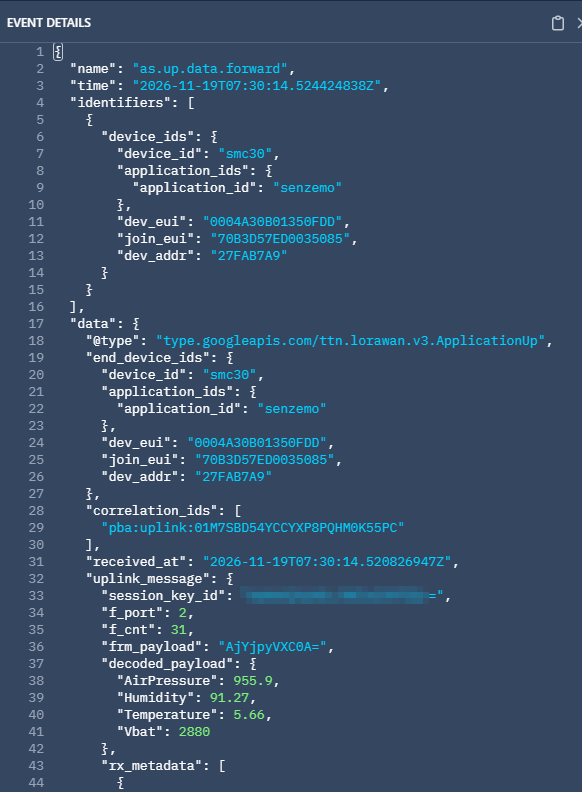 EVENT DETAILS
1 {
2 "name": "as.up.data.forward",
3 "time": "2026-11-19T07:30:14.524424838Z",
4 "identifiers": [
5 {
6 "device_ids": {
7 "device_id": "smc30",
8 "application_ids": {
9 "application_id": "senzemo"
10 },
11 "dev_eui": "0004A30B01350FDD",
12 "join_eui": "70B3D57ED0035085",
13 "dev_addr": "27FAB7A9"
14 }
15 }
16 ],
17 "data": {
18 "@type": "type.googleapis.com/ttn.lorawan.v3.ApplicationUp",
19 "end_device_ids": {
20 "device_id": "smc30",
21 "application_ids": {
22 "application_id": "senzemo"
23 },
24 "dev_eui": "0004A30B01350FDD",
25 "join_eui": "70B3D57ED0035085",
26 "dev_addr": "27FAB7A9"
27 },
28 "correlation_ids": [
29 "pba:uplink:01M7SBD54YCCYXP8PQHM0K55PC"
30 ],
31 "received_at": "2026-11-19T07:30:14.520826947Z",
32 "uplink_message": {
33 "session_key_id": =",
34 "f_port": 2,
35 "f_cnt": 31,
36 "frm_payload": "AjYjpyVXC0A=",
37 "decoded_payload": {
38 "AirPressure": 955.9,
39 "Humidity": 91.27,
40 "Temperature": 5.66,
41 "Vbat": 2880
42 },
43 "rx_metadata": [
44 {